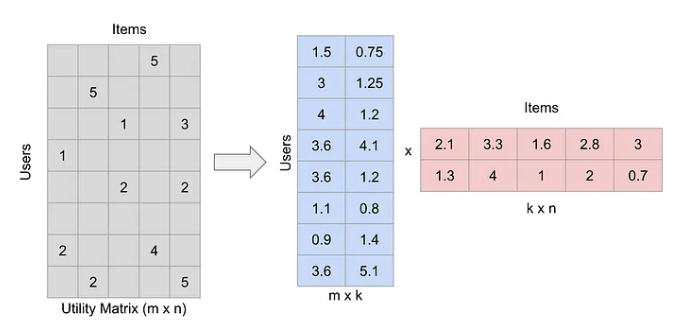 Items
Users
5
5
1 3
1
2 2
2 4
2 5
Utility Matrix (m x n)
Users
1.5 0.75
3 1.25
4 1.2
3.6 4.1
3.6 1.2
1.1 0.8
0.9 1.4
3.6 5.1
m x k
x
Items
2.1 3.3 1.6 2.8 3
1.3 4 1 2 0.7
k x n